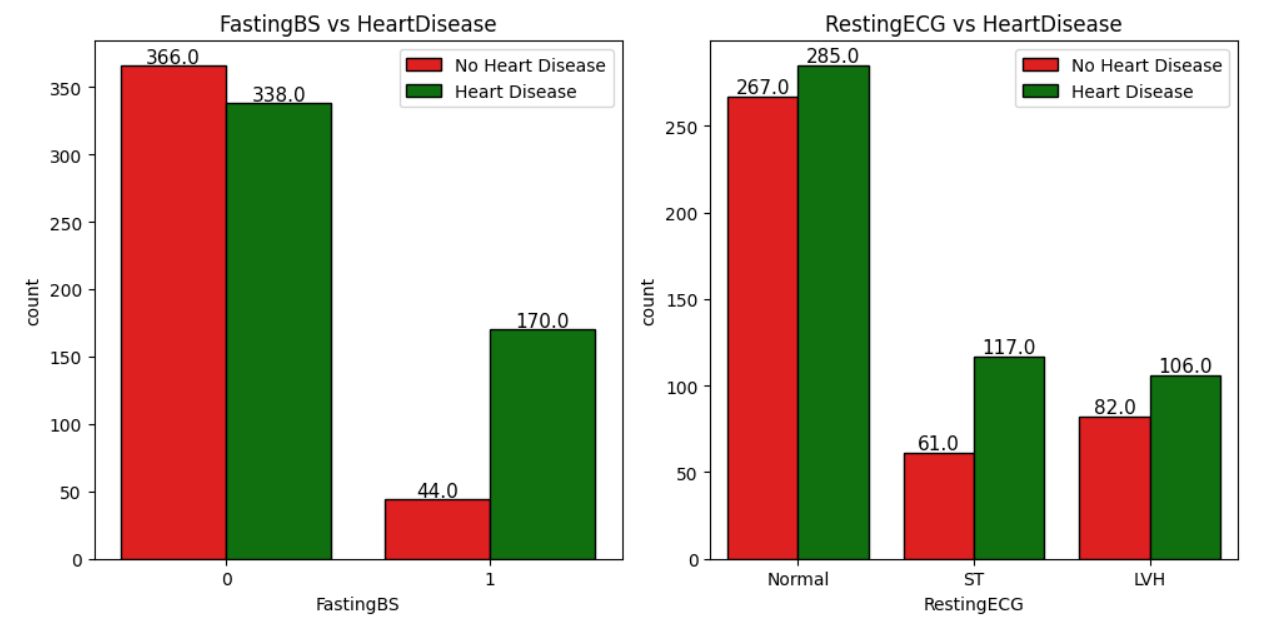 FastingBS vs HeartDisease
366.0
338.0
44.0
170.0
No Heart Disease
Heart Disease
350
300
250
200
150
100
50
0
count
0
1
FastingBS
RestingECG vs HeartDisease
267.0
285.0
61.0
117.0
82.0
106.0
No Heart Disease
Heart Disease
250
200
150
100
50
0
count
Normal
ST
LVH
RestingECG